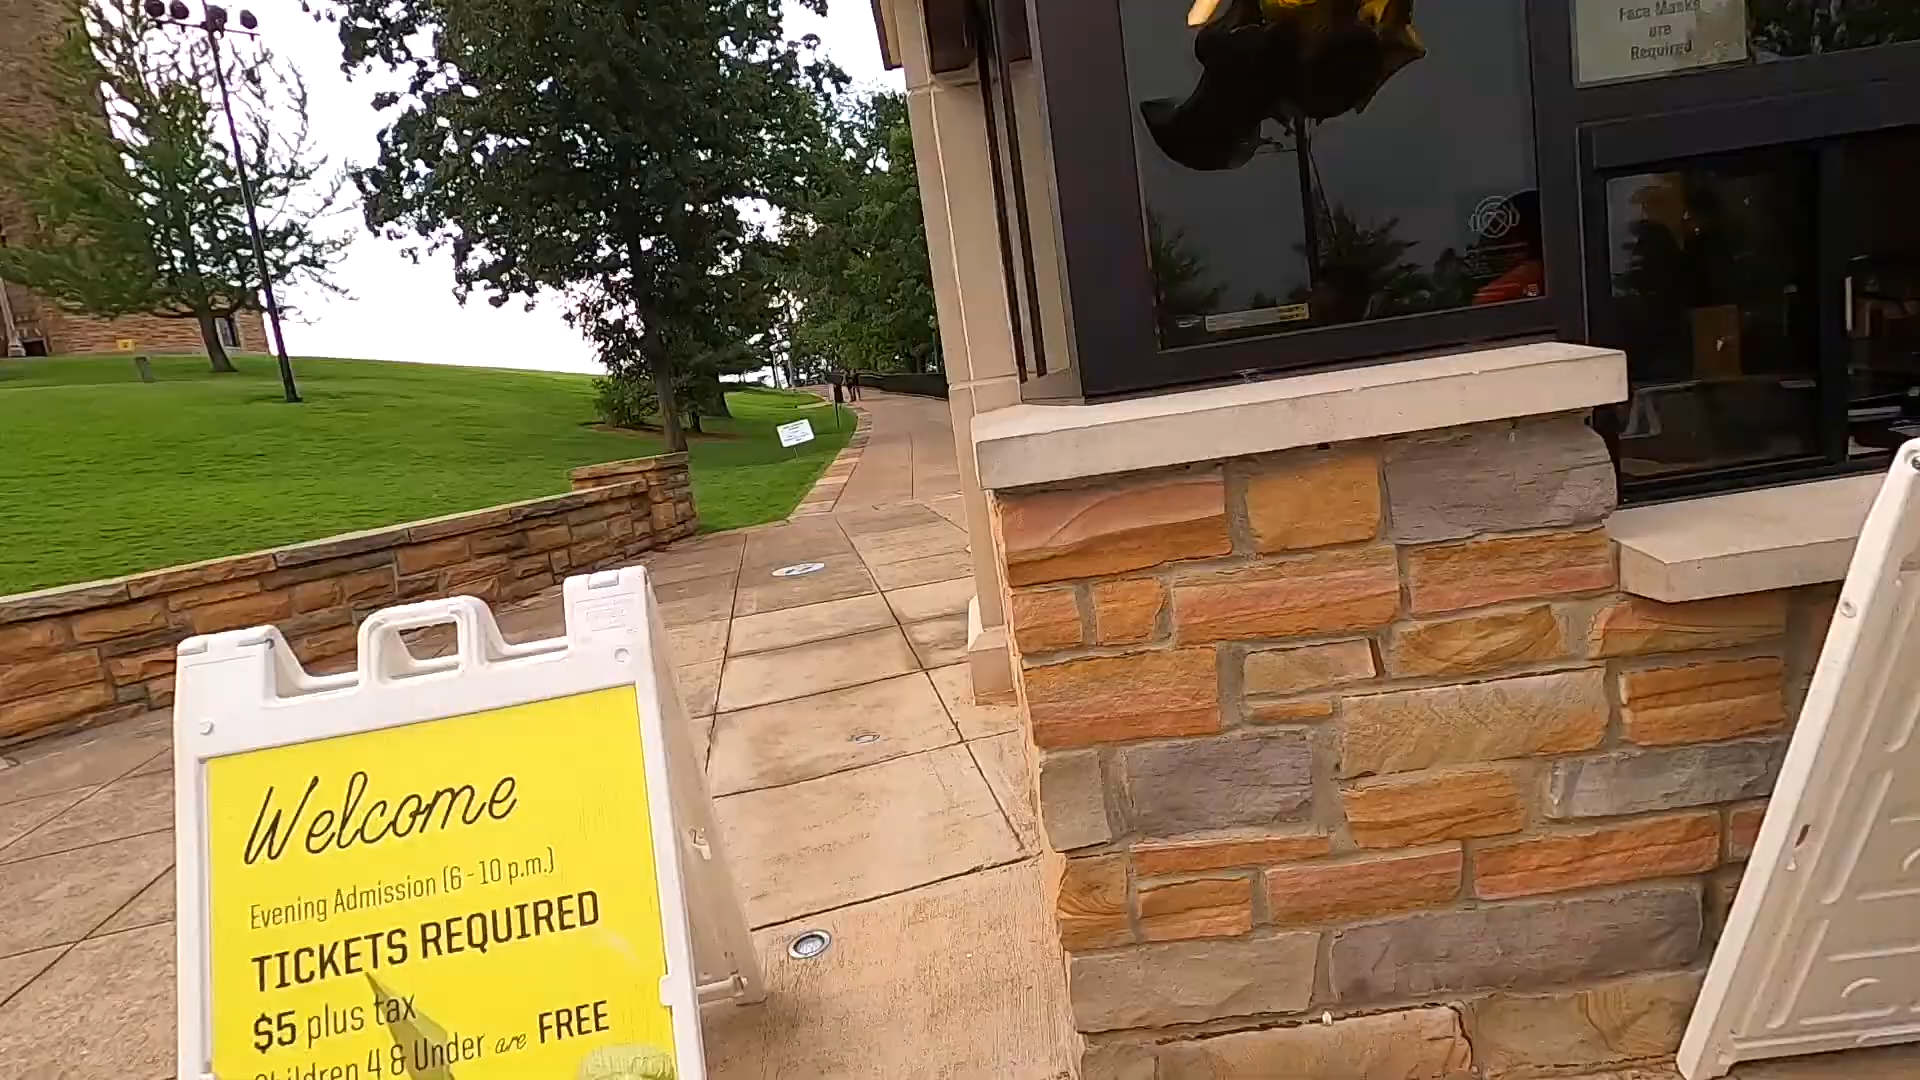 Face Masks
are
Required
Welcome
Evening Admission (6 - 10 p.m.)
TICKETS REQUIRED
$5 plus tax
Children 4 & Under are FREE